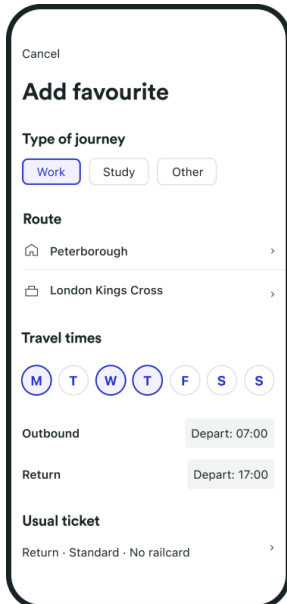 Cancel
Add favourite
Type of journey
Work Study Other
Route
Peterborough
London Kings Cross
Travel times
M T W T F S S
Outbound Depart: 07:00
Return Depart: 17:00
Usual ticket
Return · Standard · No railcard